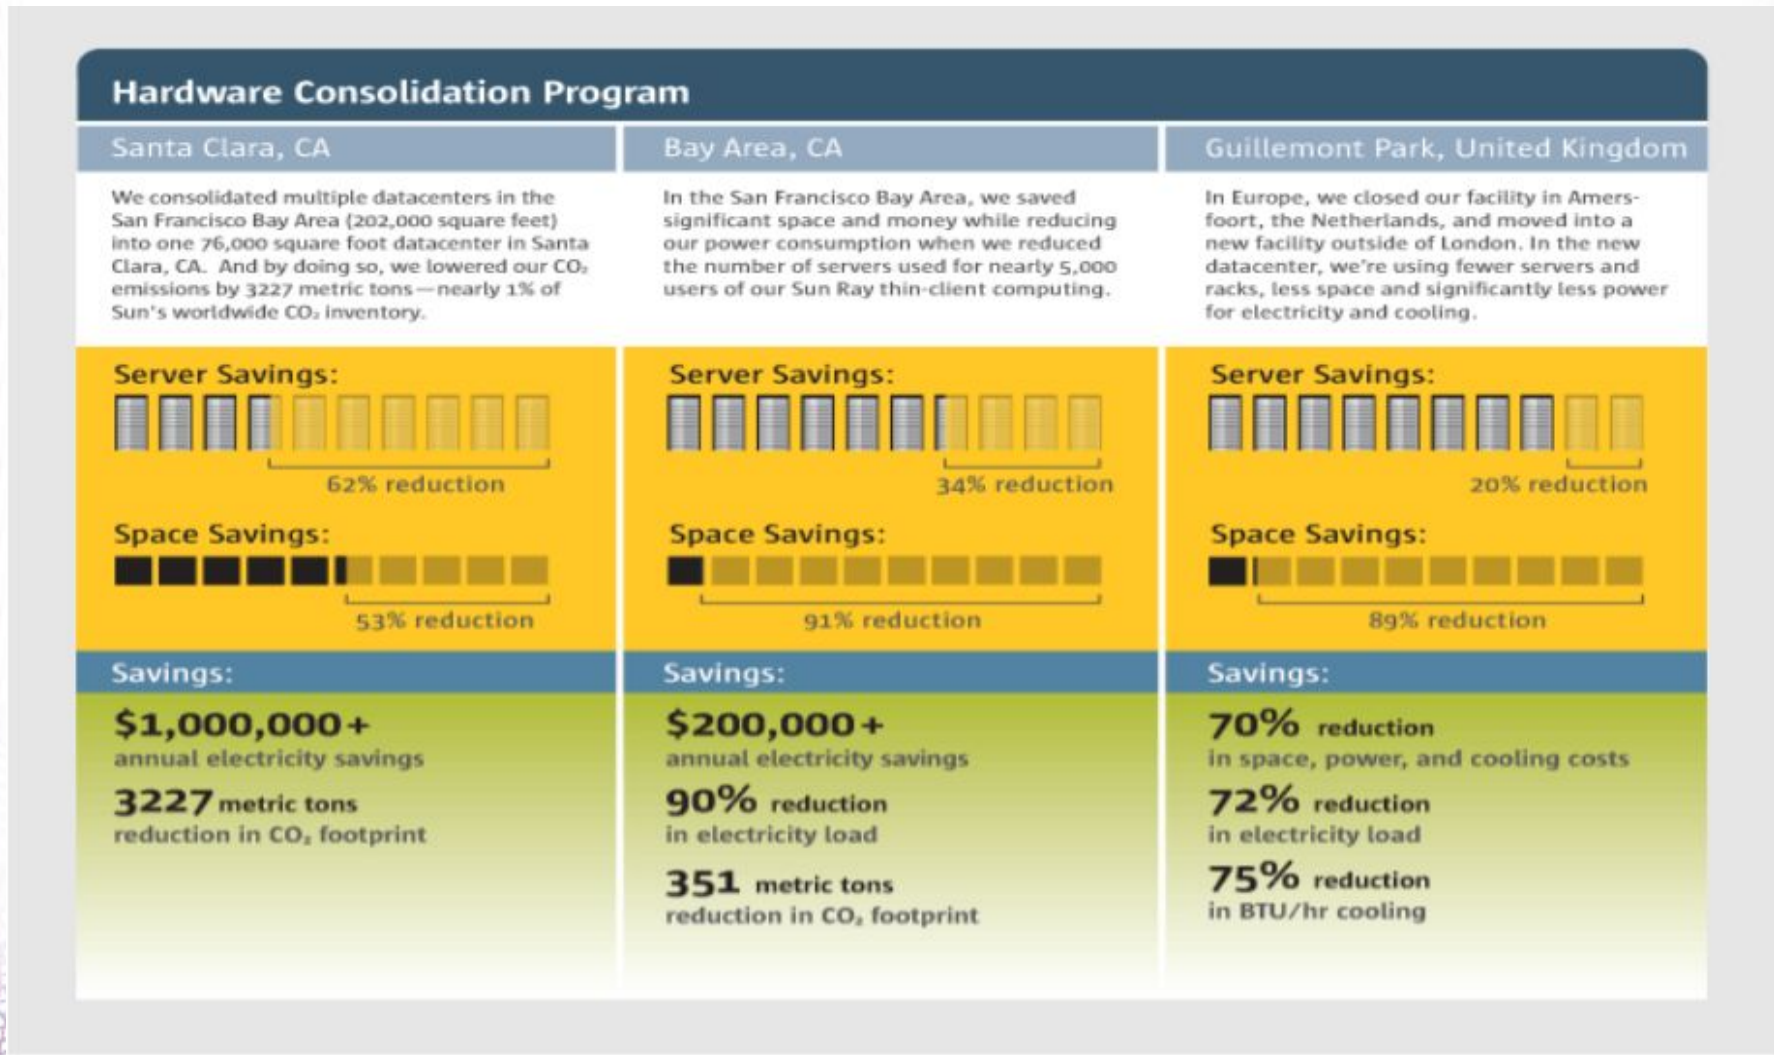 Hardware Consolidation Program
Santa Clara, CA
We consolidated multiple datacenters in the
San Francisco Bay Area (202,000 square feet)
into one 76,000 square foot datacenter in Santa
Clara, CA. And by doing so, we lowered our CO₂
emissions by 3227 metric tons—nearly 1% of
Sun's worldwide CO₂ inventory.
Server Savings:
62% reduction
Space Savings:
53% reduction
Savings:
$1,000,000+
annual electricity savings
3227 metric tons
reduction in CO₂ footprint
Bay Area, CA
In the San Francisco Bay Area, we saved
significant space and money while reducing
our power consumption when we reduced
the number of servers used for nearly 5,000
users of our Sun Ray thin-client computing.
Server Savings:
34% reduction
Space Savings:
91% reduction
Savings:
$200,000+
annual electricity savings
90% reduction
in electricity load
351 metric tons
reduction in CO₂ footprint
Guillemont Park, United Kingdom
In Europe, we closed our facility in Amers-
foort, the Netherlands, and moved into a
new facility outside of London. In the new
datacenter, we're using fewer servers and
racks, less space and significantly less power
for electricity and cooling.
Server Savings:
20% reduction
Space Savings:
89% reduction
Savings:
70% reduction
in space, power, and cooling costs
72% reduction
in electricity load
75% reduction
in BTU/hr cooling